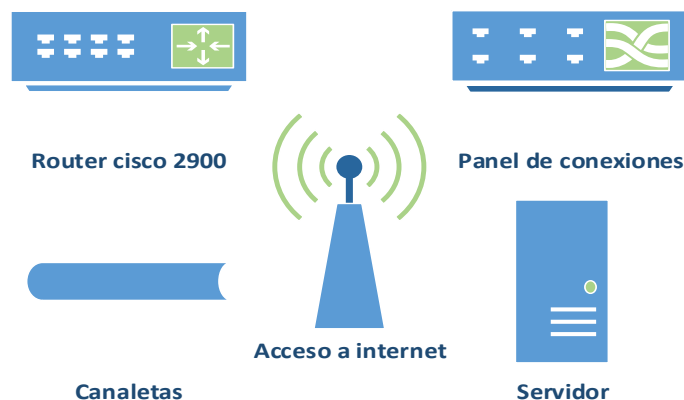 Router cisco 2900
Panel de conexiones
Acceso a internet
Canaletas
Servidor